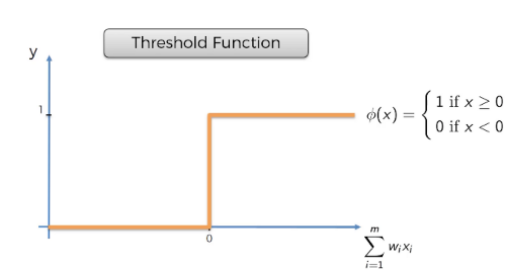 Threshold Function
y
1
ϕ(x) = { 1 if x ≥ 0
0 if x < 0
0
m
∑ wᵢxᵢ
i=1